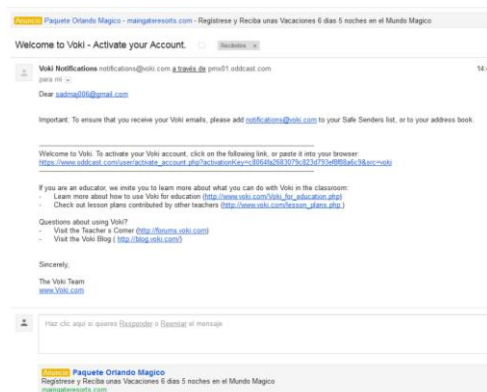 Anuncio Paquete Orlando Magico - maingateresorts.com - Regístrese y Reciba unas Vacaciones 6 dias 5 noches en el Mundo Magico
Welcome to Voki - Activate your Account.
Recibidos x
Voki Notifications notifications@voki.com a través de pmx01.oddcast.com
para mí
Dear sadmaj006@gmail.com
Important: To ensure that you receive your Voki emails, please add notifications@voki.com to your Safe Senders list, or to your address book.
Welcome to Voki. To activate your Voki account, click on the following link, or paste it into your browser:
If you are an educator, we invite you to learn more about what you can do with Voki in the classroom:
- Learn more about how to use Voki for education (http://www.voki.com/Voki_for_education.php)
- Check out lesson plans contributed by other teachers (http://www.voki.com/lesson_plans.php )
Questions about using Voki?
- Visit the Teacher s Corner (http://forums.voki.com)
- Visit the Voki Blog ( http://blog.voki.com/)
Sincerely,
The Voki Team
www.Voki.com
Haz clic aquí si quieres Responder o Reenviar el mensaje
Anuncio Paquete Orlando Magico
Regístrese y Reciba unas Vacaciones 6 dias 5 noches en el Mundo Magico
maingateresorts.com